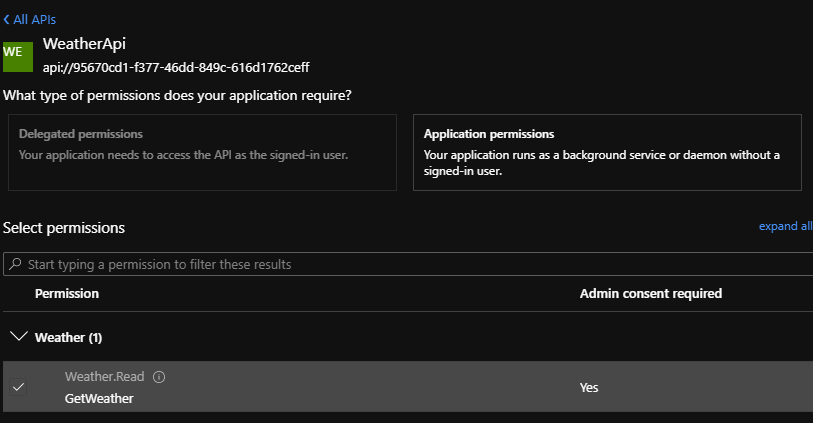 All APIs
WE
WeatherApi
api://95670cd1-f377-46dd-849c-616d1762ceff
What type of permissions does your application require?
Delegated permissions
Your application needs to access the API as the signed-in user.
Application permissions
Your application runs as a background service or daemon without a
signed-in user.
Select permissions
expand all
Start typing a permission to filter these results
Permission
Admin consent required
Weather (1)
Weather.Read
GetWeather
Yes